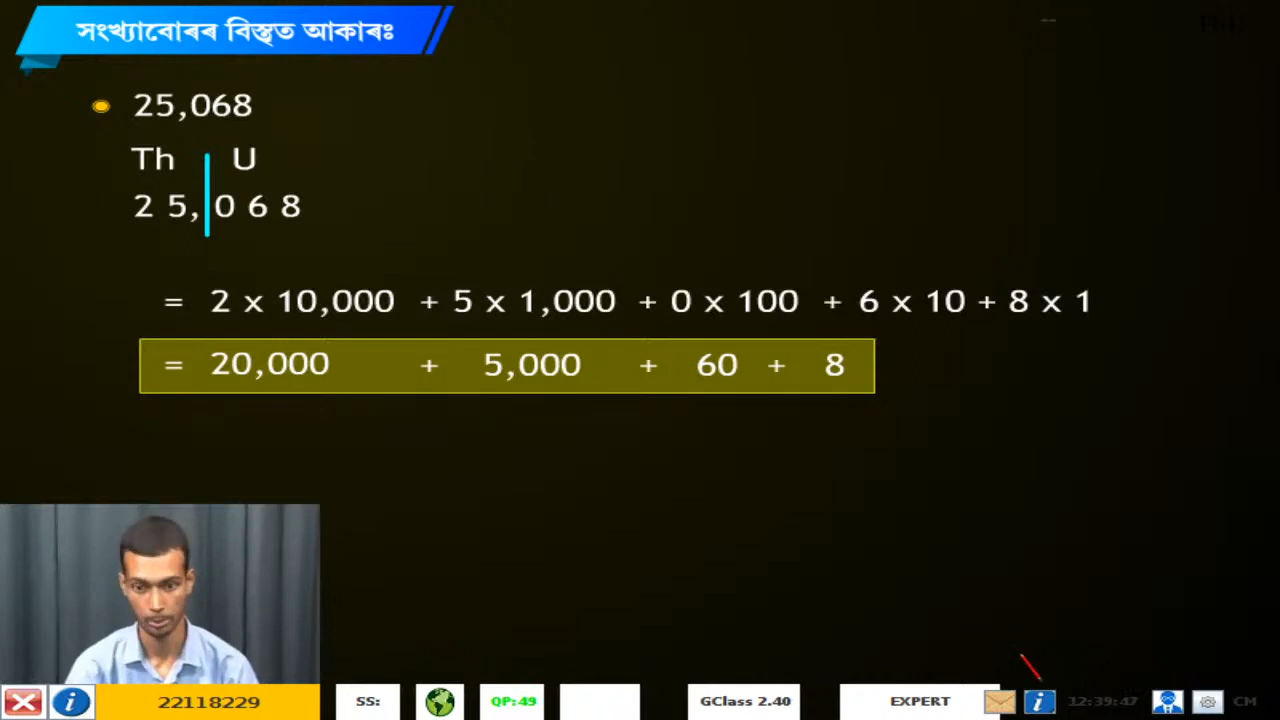 সংখ্যাবোৰৰ বিস্তৃত আকাৰঃ
25,068
Th U
2 5, 0 6 8
= 2 x 10,000 + 5 x 1,000 + 0 x 100 + 6 x 10 + 8 x 1
= 20,000 + 5,000 + 60 + 8
22118229 SS: QP:49 GClass 2.40 EXPERT 12:39:47 CM